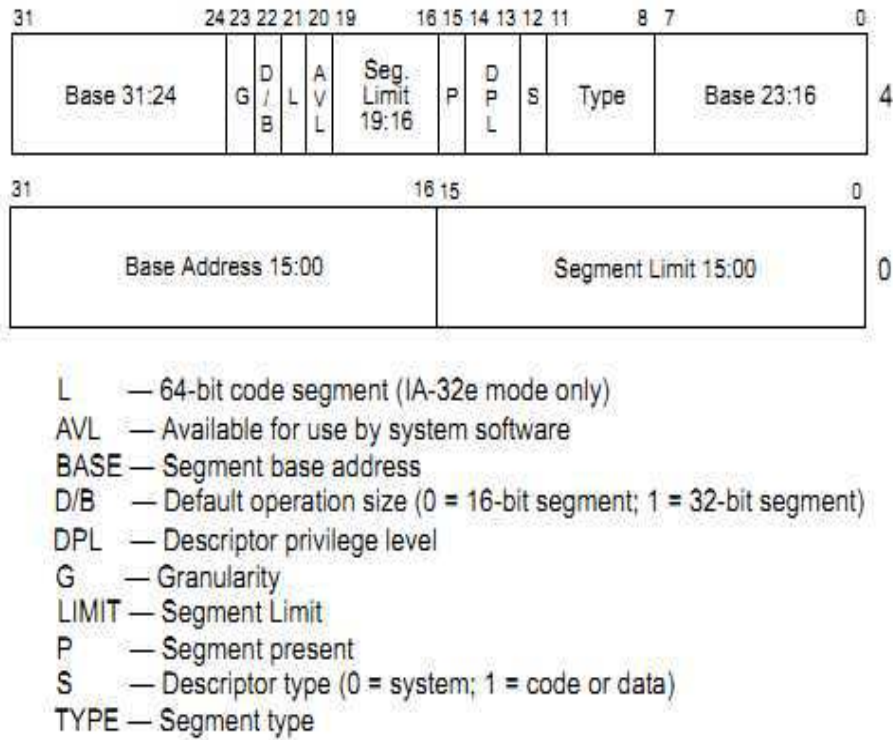 31 24 23 22 21 20 19 16 15 14 13 12 11 8 7 0
Base 31:24 G D/B L AVL Seg. Limit 19:16 P DPL S Type Base 23:16 4
31 16 15 0
Base Address 15:00 Segment Limit 15:00 0
L — 64-bit code segment (IA-32e mode only)
AVL — Available for use by system software
BASE — Segment base address
D/B — Default operation size (0 = 16-bit segment; 1 = 32-bit segment)
DPL — Descriptor privilege level
G — Granularity
LIMIT — Segment Limit
P — Segment present
S — Descriptor type (0 = system; 1 = code or data)
TYPE — Segment type